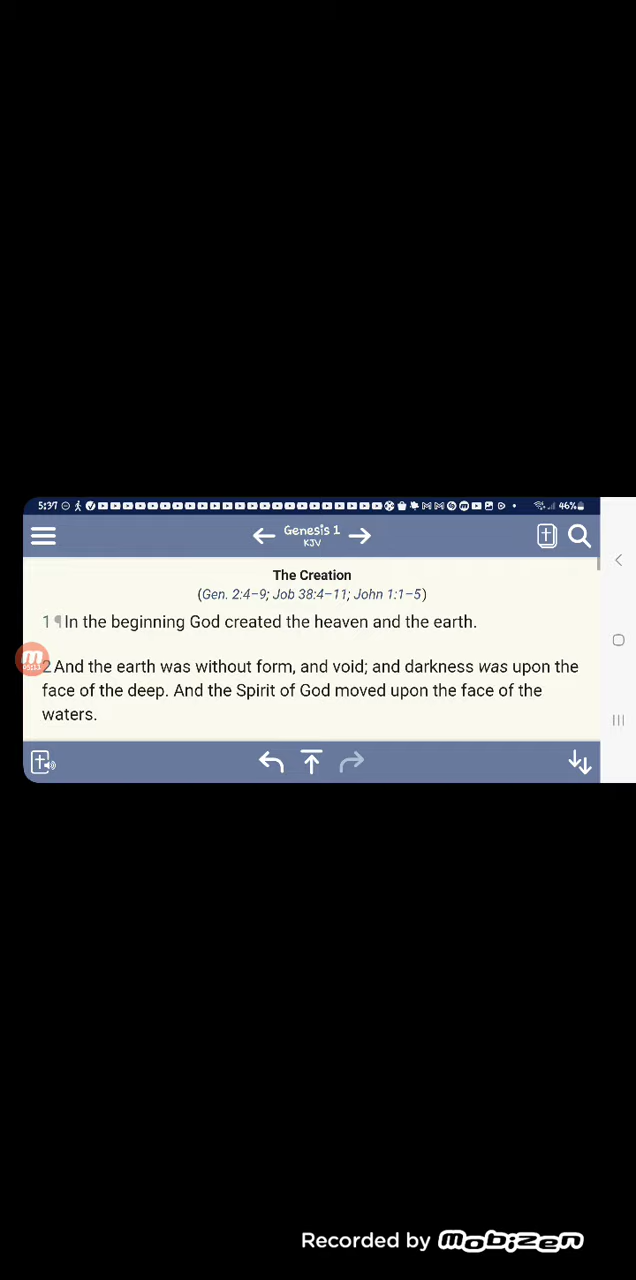 5:37 46%
Genesis 1
KJV
The Creation
(Gen. 2:4–9; Job 38:4–11; John 1:1–5)
1 ¶ In the beginning God created the heaven and the earth.
2 And the earth was without form, and void; and darkness was upon the
face of the deep. And the Spirit of God moved upon the face of the
waters.
Recorded by mobizen